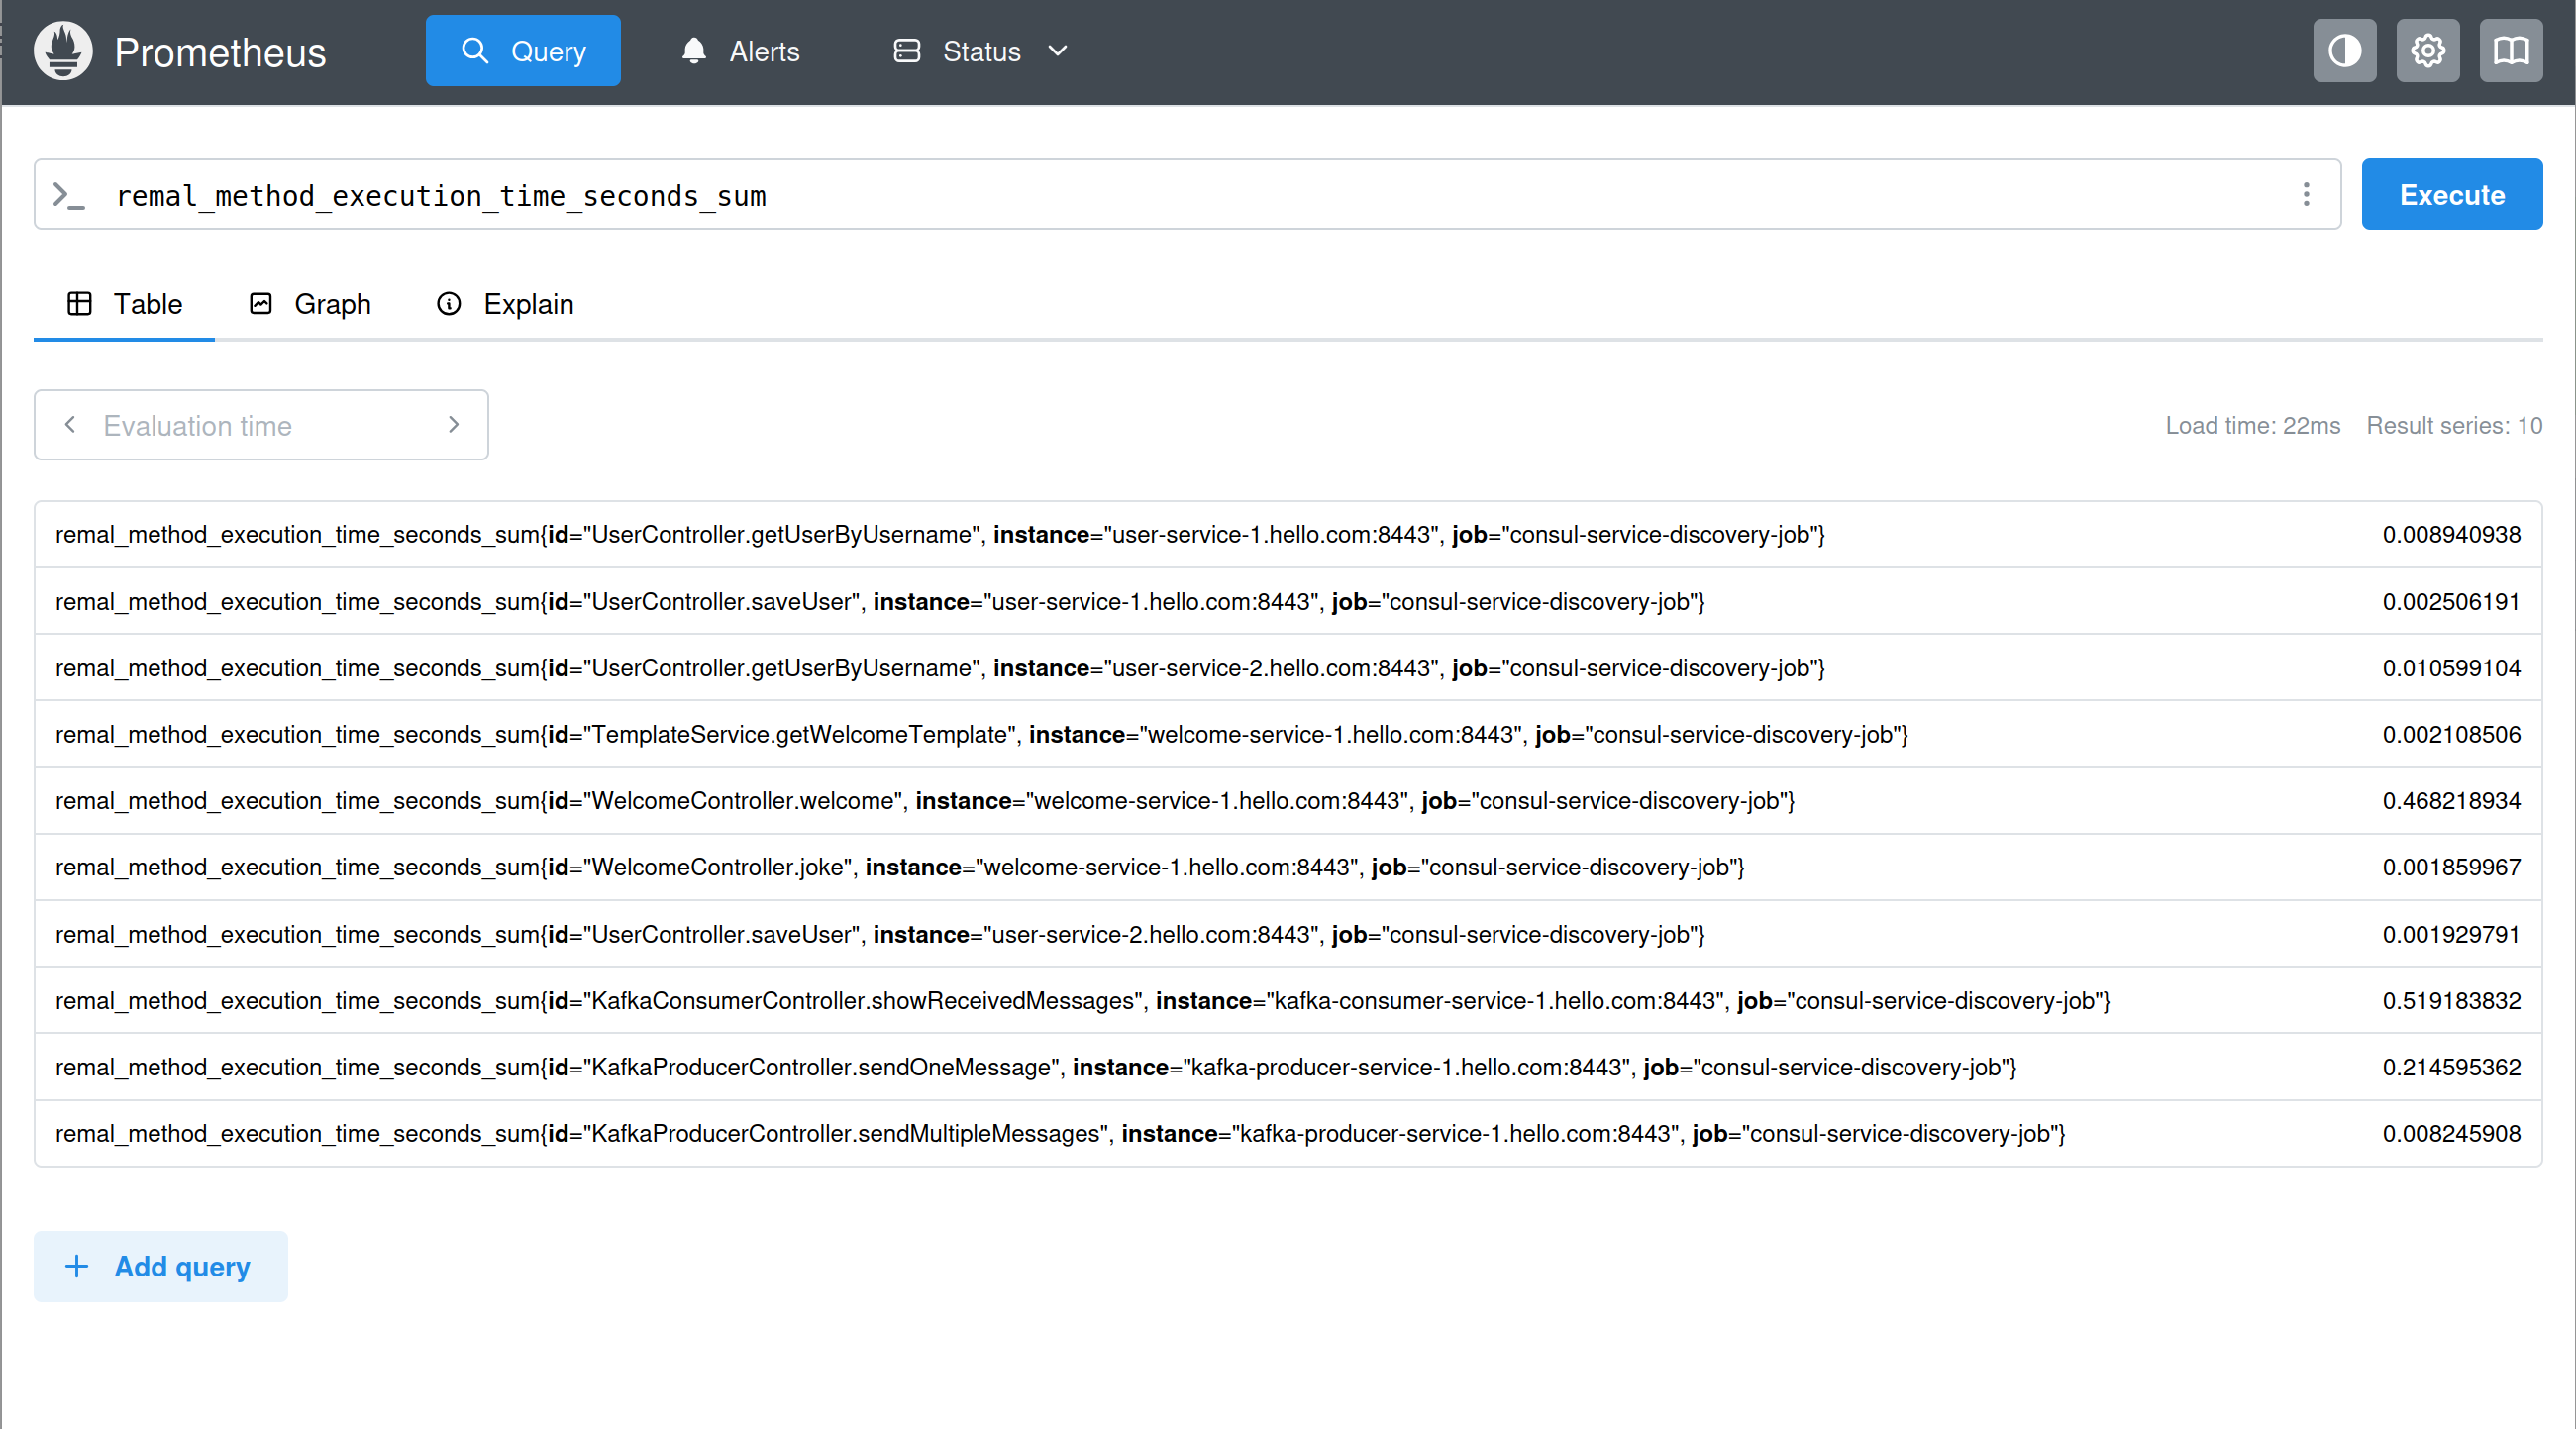 Prometheus Query Alerts Status
remal_method_execution_time_seconds_sum Execute
Table Graph Explain
Evaluation time Load time: 22ms Result series: 10
remal_method_execution_time_seconds_sum{id="UserController.getUserByUsername", instance="user-service-1.hello.com:8443", job="consul-service-discovery-job"} 0.008940938
remal_method_execution_time_seconds_sum{id="UserController.saveUser", instance="user-service-1.hello.com:8443", job="consul-service-discovery-job"} 0.002506191
remal_method_execution_time_seconds_sum{id="UserController.getUserByUsername", instance="user-service-2.hello.com:8443", job="consul-service-discovery-job"} 0.010599104
remal_method_execution_time_seconds_sum{id="TemplateService.getWelcomeTemplate", instance="welcome-service-1.hello.com:8443", job="consul-service-discovery-job"} 0.002108506
remal_method_execution_time_seconds_sum{id="WelcomeController.welcome", instance="welcome-service-1.hello.com:8443", job="consul-service-discovery-job"} 0.468218934
remal_method_execution_time_seconds_sum{id="WelcomeController.joke", instance="welcome-service-1.hello.com:8443", job="consul-service-discovery-job"} 0.001859967
remal_method_execution_time_seconds_sum{id="UserController.saveUser", instance="user-service-2.hello.com:8443", job="consul-service-discovery-job"} 0.001929791
remal_method_execution_time_seconds_sum{id="KafkaConsumerController.showReceivedMessages", instance="kafka-consumer-service-1.hello.com:8443", job="consul-service-discovery-job"} 0.519183832
remal_method_execution_time_seconds_sum{id="KafkaProducerController.sendOneMessage", instance="kafka-producer-service-1.hello.com:8443", job="consul-service-discovery-job"} 0.214595362
remal_method_execution_time_seconds_sum{id="KafkaProducerController.sendMultipleMessages", instance="kafka-producer-service-1.hello.com:8443", job="consul-service-discovery-job"} 0.008245908
Add query